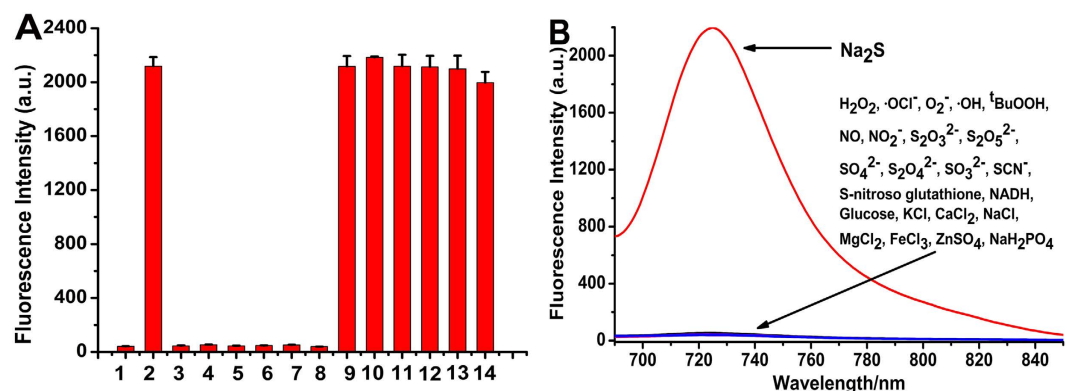 A
Fluorescence Intensity (a.u.)
2400
2000
1600
1200
800
400
0
1 2 3 4 5 6 7 8 9 10 11 12 13 14
B
Fluorescence Intensity (a.u.)
2000
1600
1200
800
400
0
Na₂S
H₂O₂, ·OCl⁻, O₂⁻, ·OH, ᵗBuOOH,
NO, NO₂⁻, S₂O₃²⁻, S₂O₅²⁻,
SO₄²⁻, S₂O₄²⁻, SO₃²⁻, SCN⁻,
S-nitroso glutathione, NADH,
Glucose, KCl, CaCl₂, NaCl,
MgCl₂, FeCl₃, ZnSO₄, NaH₂PO₄
700 720 740 760 780 800 820 840
Wavelength/nm